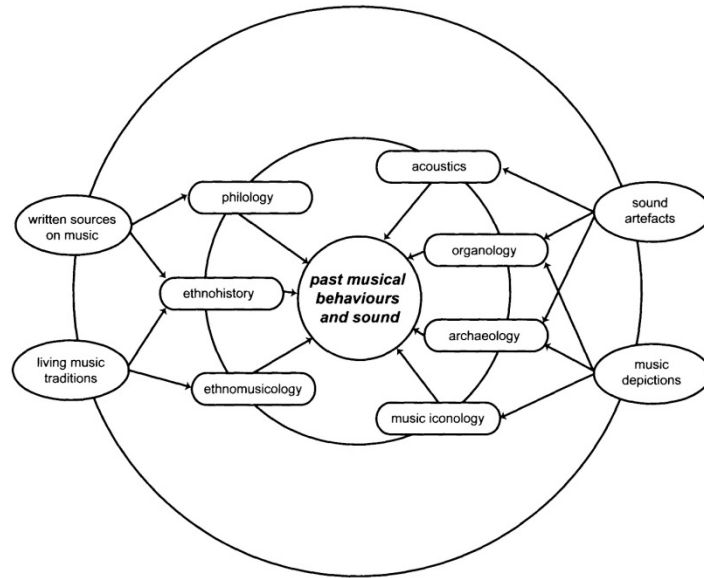 acoustics
philology
written sources
on music
sound
artefacts
organology
past musical
behaviours
and sound
ethnohistory
archaeology
living music
traditions
music
depictions
ethnomusicology
music iconology